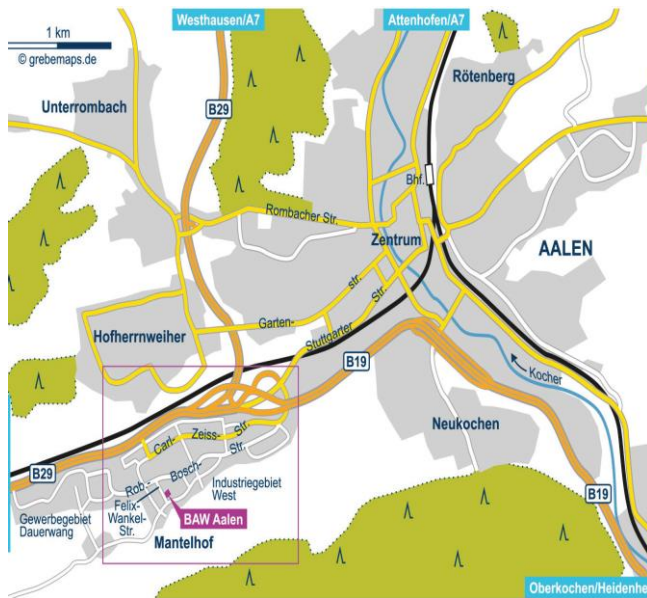 Westhausen/A7
Attenhofen/A7
1 km
© grebemaps.de
Rötenberg
Unterrombach
B29
Bhf.
Rombacher Str.
Zentrum
AALEN
Hofherrnweiher
Garten-
str.
Stuttgarter
Str.
B19
Kocher
Neukochen
Carl-
Zeiss-
Str.
B29
Rob.-
Bosch-
Str.
Industriegebiet
West
Felix-
Wankel-
Str.
BAW Aalen
Gewerbegebiet
Dauerwang
Mantelhof
B19